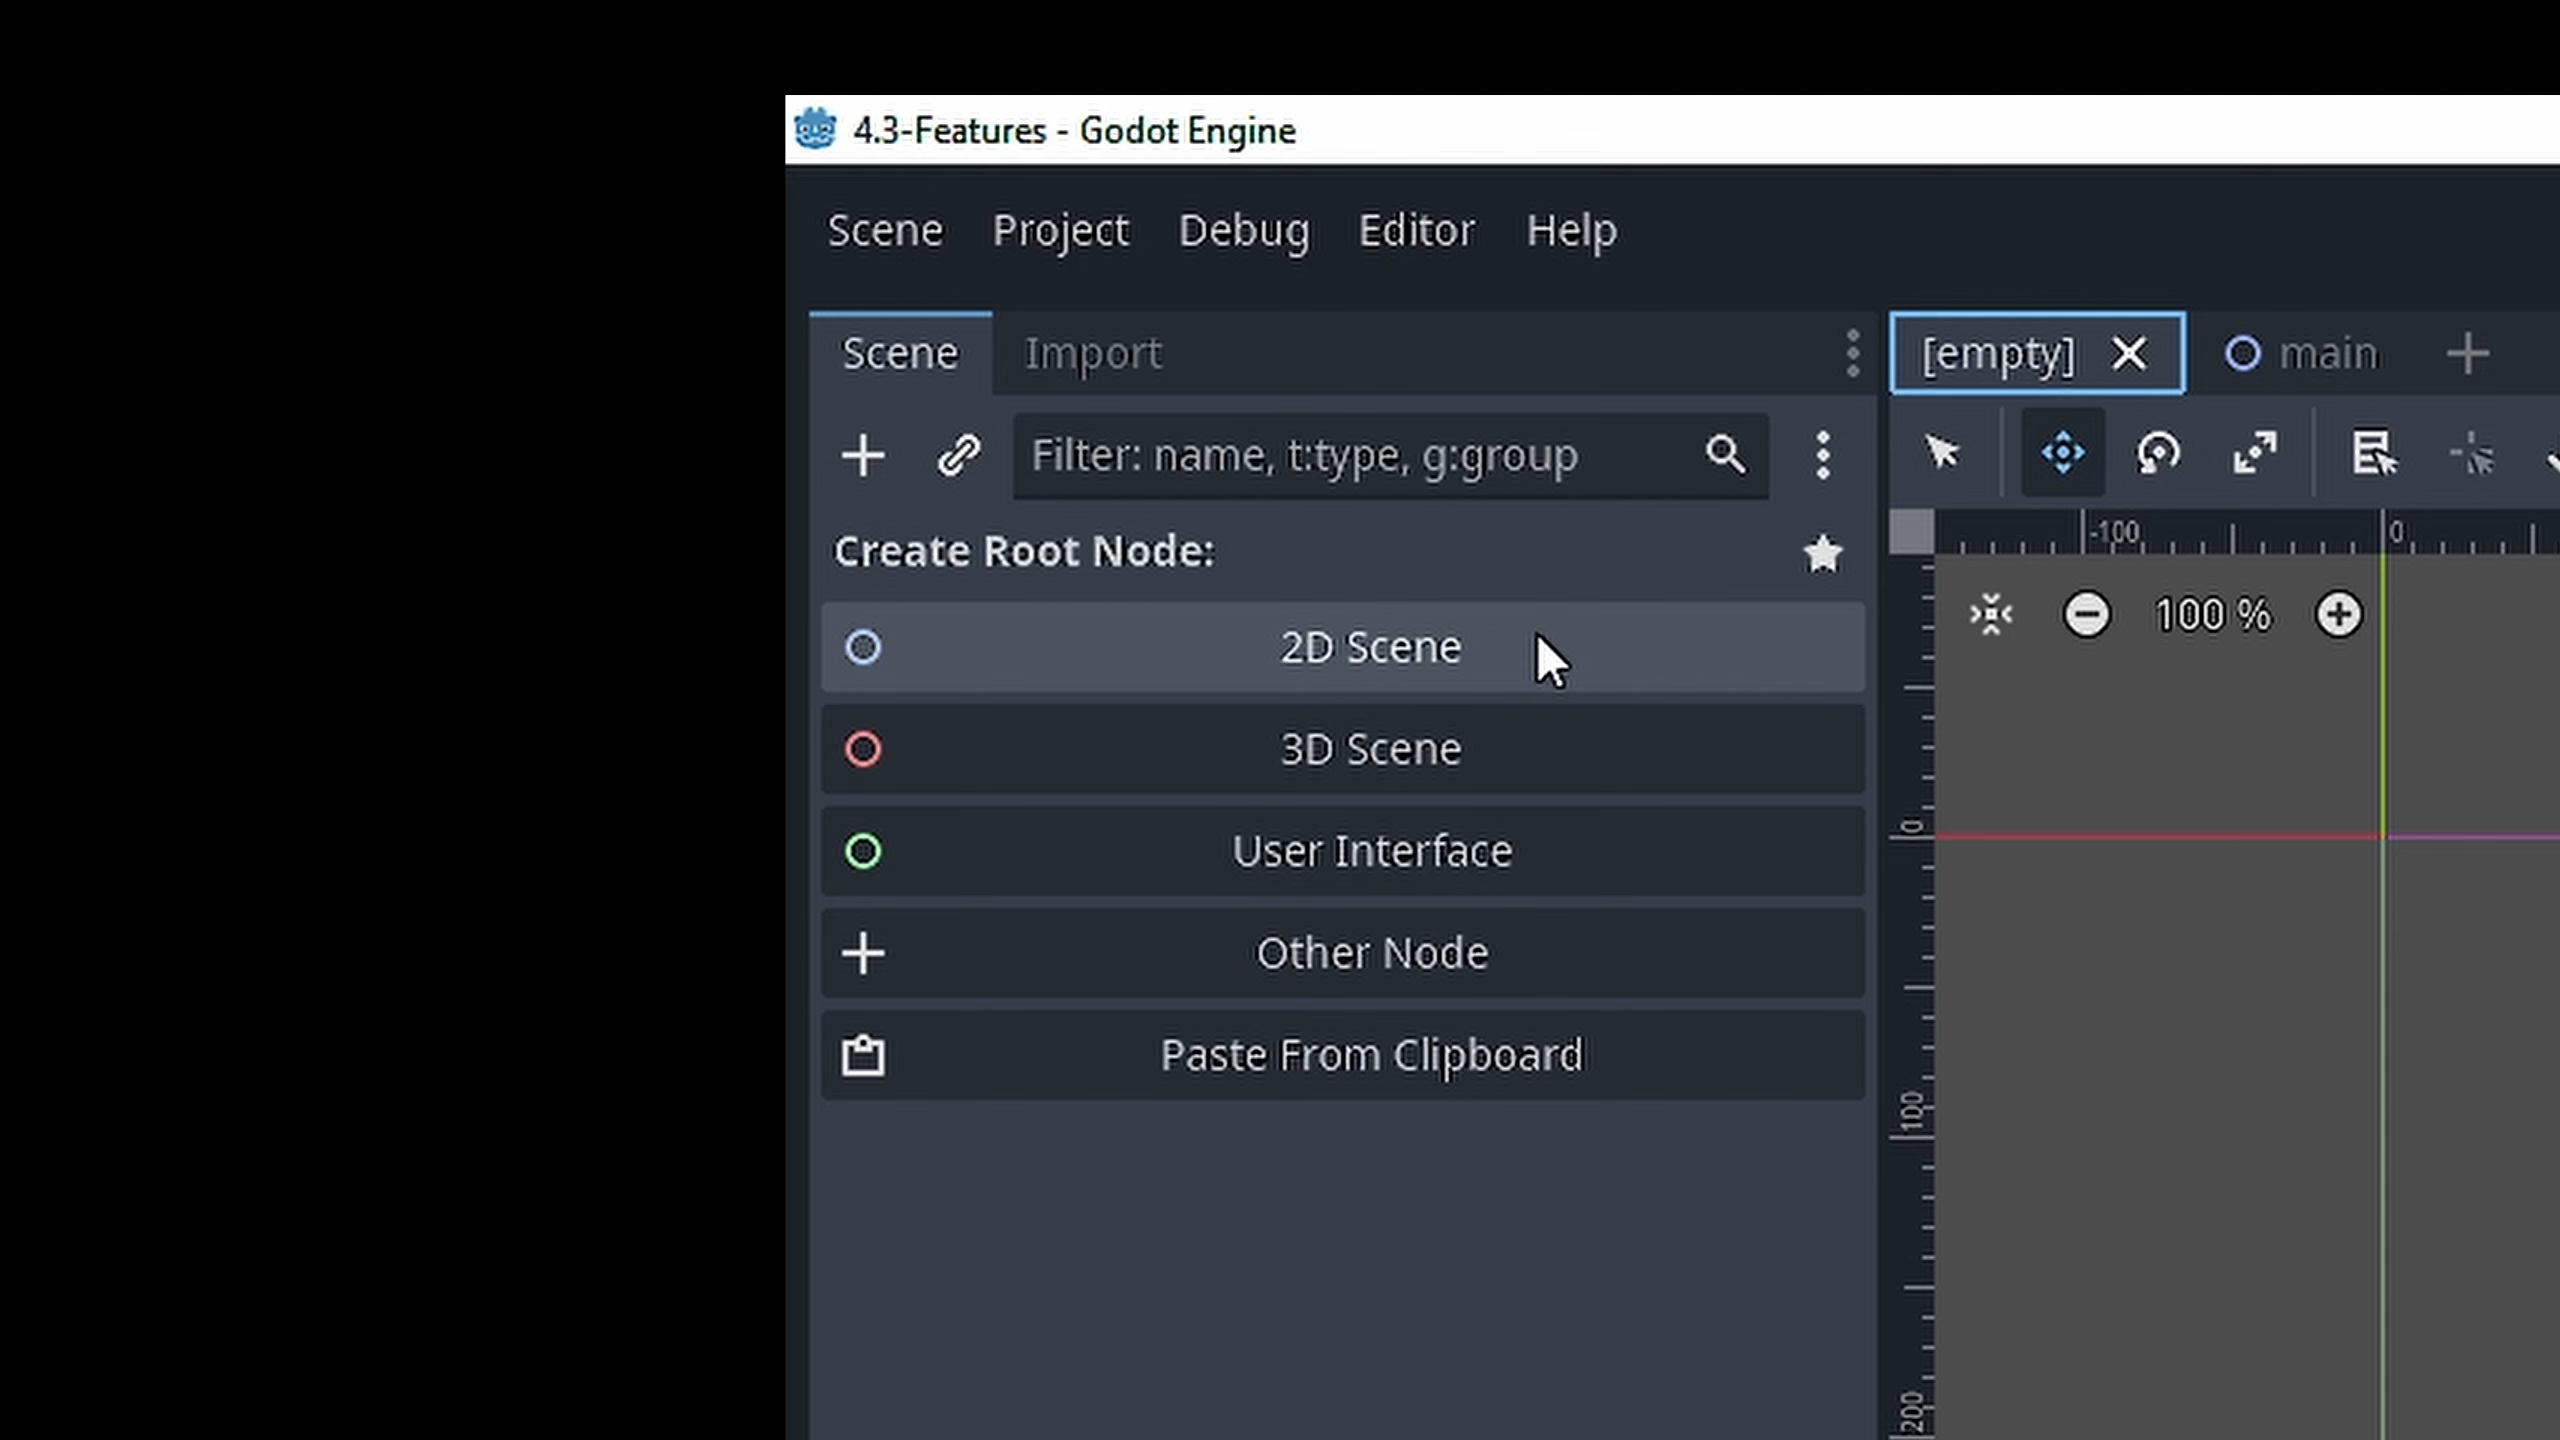 4.3-Features - Godot Engine
Scene Project Debug Editor Help
Scene Import
[empty] main
Filter: name, t:type, g:group
Create Root Node:
-100 0
100 %
2D Scene
3D Scene
User Interface
0
Other Node
Paste From Clipboard
100
200